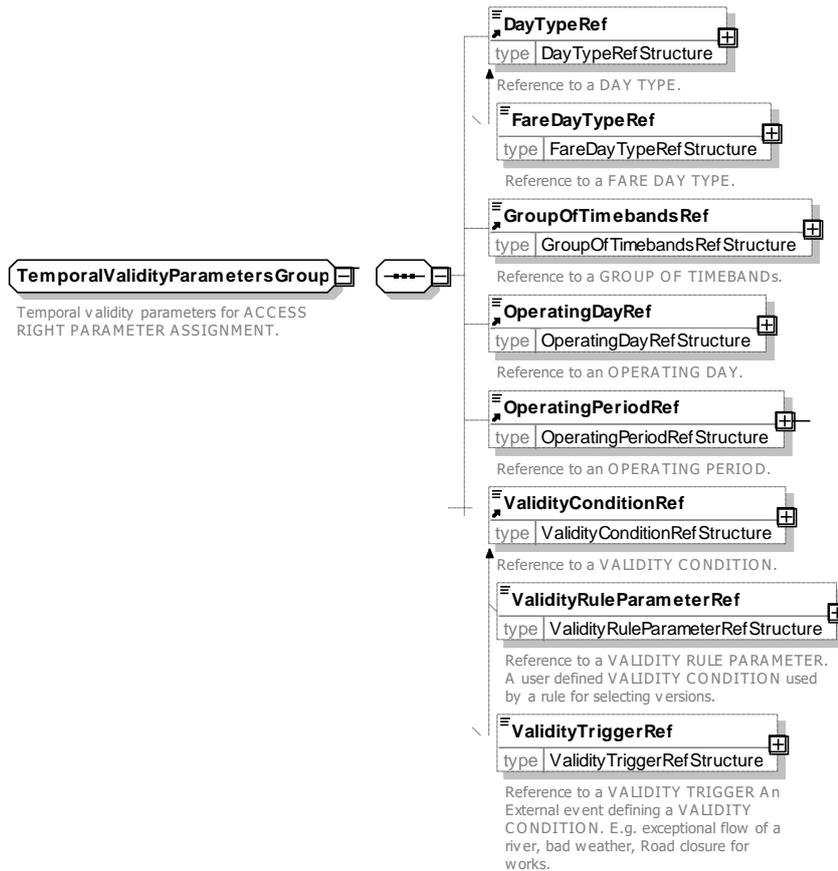 DayTypeRef
type DayTypeRefStructure
Reference to a DAY TYPE.
FareDayTypeRef
type FareDayTypeRefStructure
Reference to a FARE DAY TYPE.
GroupOfTimebandsRef
type GroupOfTimebandsRefStructure
Reference to a GROUP OF TIMEBANDs.
TemporalValidityParametersGroup
Temporal validity parameters for ACCESS
RIGHT PARAMETER ASSIGNMENT.
OperatingDayRef
type OperatingDayRefStructure
Reference to an OPERATING DAY.
OperatingPeriodRef
type OperatingPeriodRefStructure
Reference to an OPERATING PERIOD.
ValidityConditionRef
type ValidityConditionRefStructure
Reference to a VALIDITY CONDITION.
ValidityRuleParameterRef
type ValidityRuleParameterRefStructure
Reference to a VALIDITY RULE PARAMETER.
A user defined VALIDITY CONDITION used
by a rule for selecting versions.
ValidityTriggerRef
type ValidityTriggerRefStructure
Reference to a VALIDITY TRIGGER An
External event defining a VALIDITY
CONDITION. E.g. exceptional flow of a
river, bad weather, Road closure for
works.